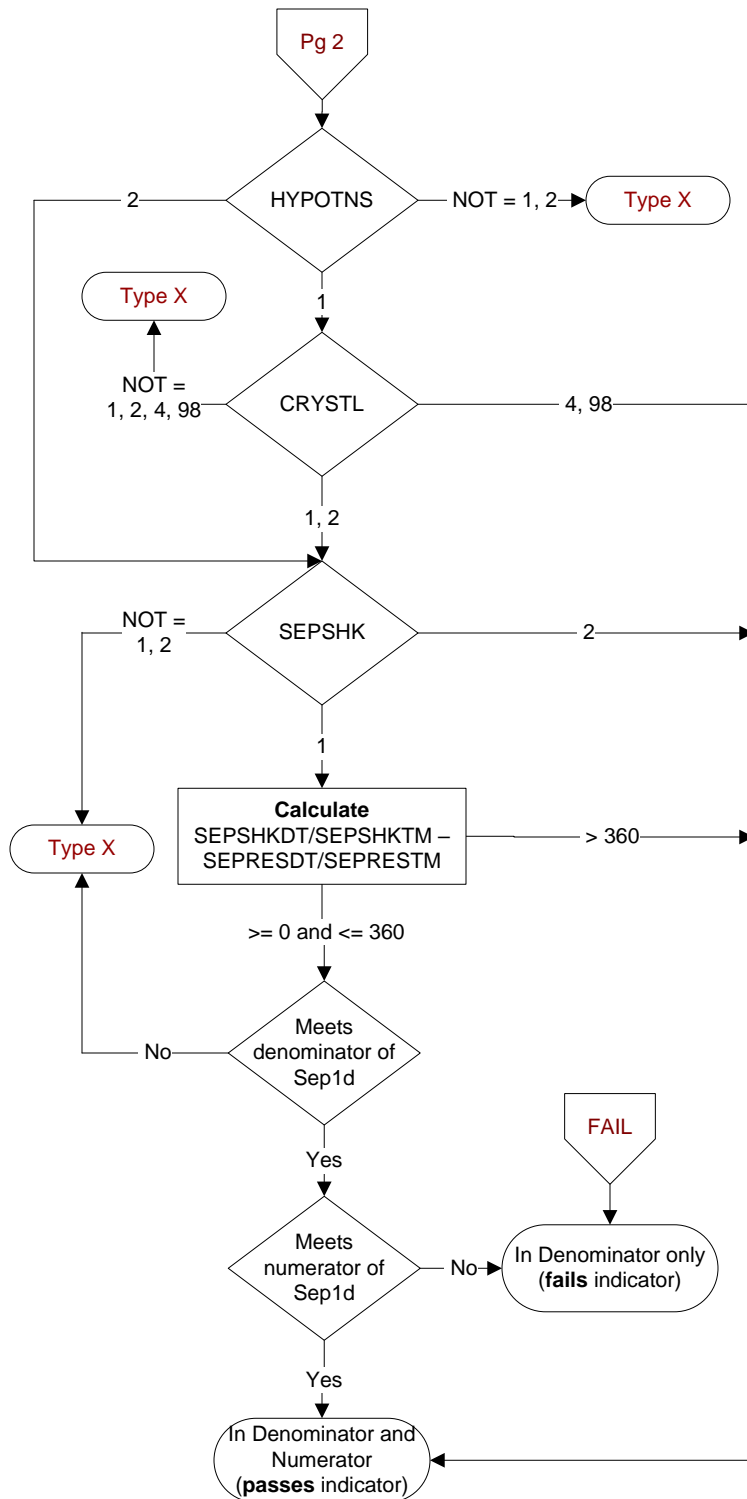 Pg 2
HYPOTNS
2
NOT = 1, 2
Type X
Type X
1
NOT =
1, 2, 4, 98
CRYSTL
4, 98
1, 2
NOT =
1, 2
SEPSHK
2
1
Calculate
SEPSHKDT/SEPSHKTM –
SEPRESDT/SEPRESTM
> 360
Type X
>= 0 and <= 360
Meets
denominator of
Sep1d
No
FAIL
Yes
Meets
numerator of
Sep1d
No
In Denominator only
(fails indicator)
Yes
In Denominator and
Numerator
(passes indicator)